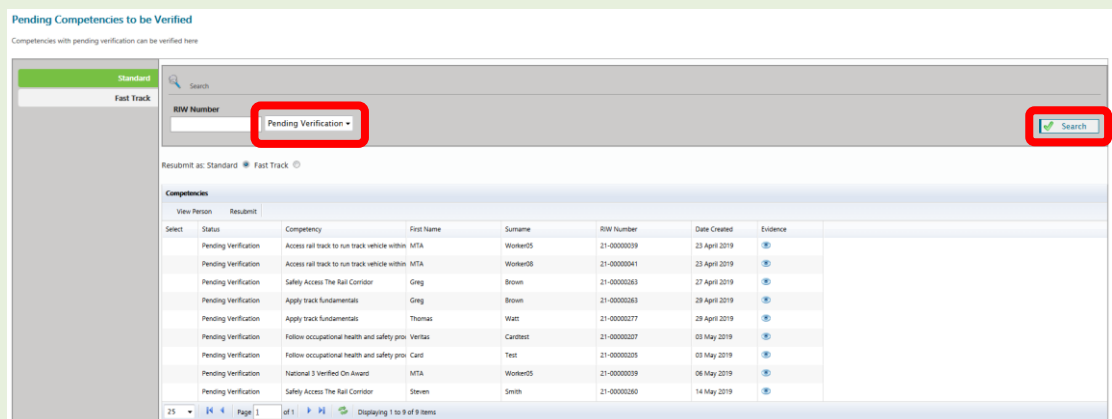 Pending Competencies to be Verified
Competencies with pending verification can be verified here
Standard
Fast Track
Search
RIW Number
Pending Verification
Search
Resubmit as: Standard Fast Track
Competencies
View Person Resubmit
Select Status Competency First Name Surname RIW Number Date Created Evidence
Pending Verification Access rail track to run track vehicle within MTA Worker05 21-00000039 23 April 2019
Pending Verification Access rail track to run track vehicle within MTA Worker08 21-00000041 23 April 2019
Pending Verification Safely Access The Rail Corridor Greg Brown 21-00000263 27 April 2019
Pending Verification Apply track fundamentals Greg Brown 21-00000263 29 April 2019
Pending Verification Apply track fundamentals Thomas Watt 21-00000277 29 April 2019
Pending Verification Follow occupational health and safety proc Veritas Cardtest 21-00000207 03 May 2019
Pending Verification Follow occupational health and safety proc Card Test 21-00000205 03 May 2019
Pending Verification National 3 Verified On Award MTA Worker05 21-00000039 06 May 2019
Pending Verification Safely Access The Rail Corridor Steven Smith 21-00000260 14 May 2019
25 Page 1 of 1 Displaying 1 to 9 of 9 items